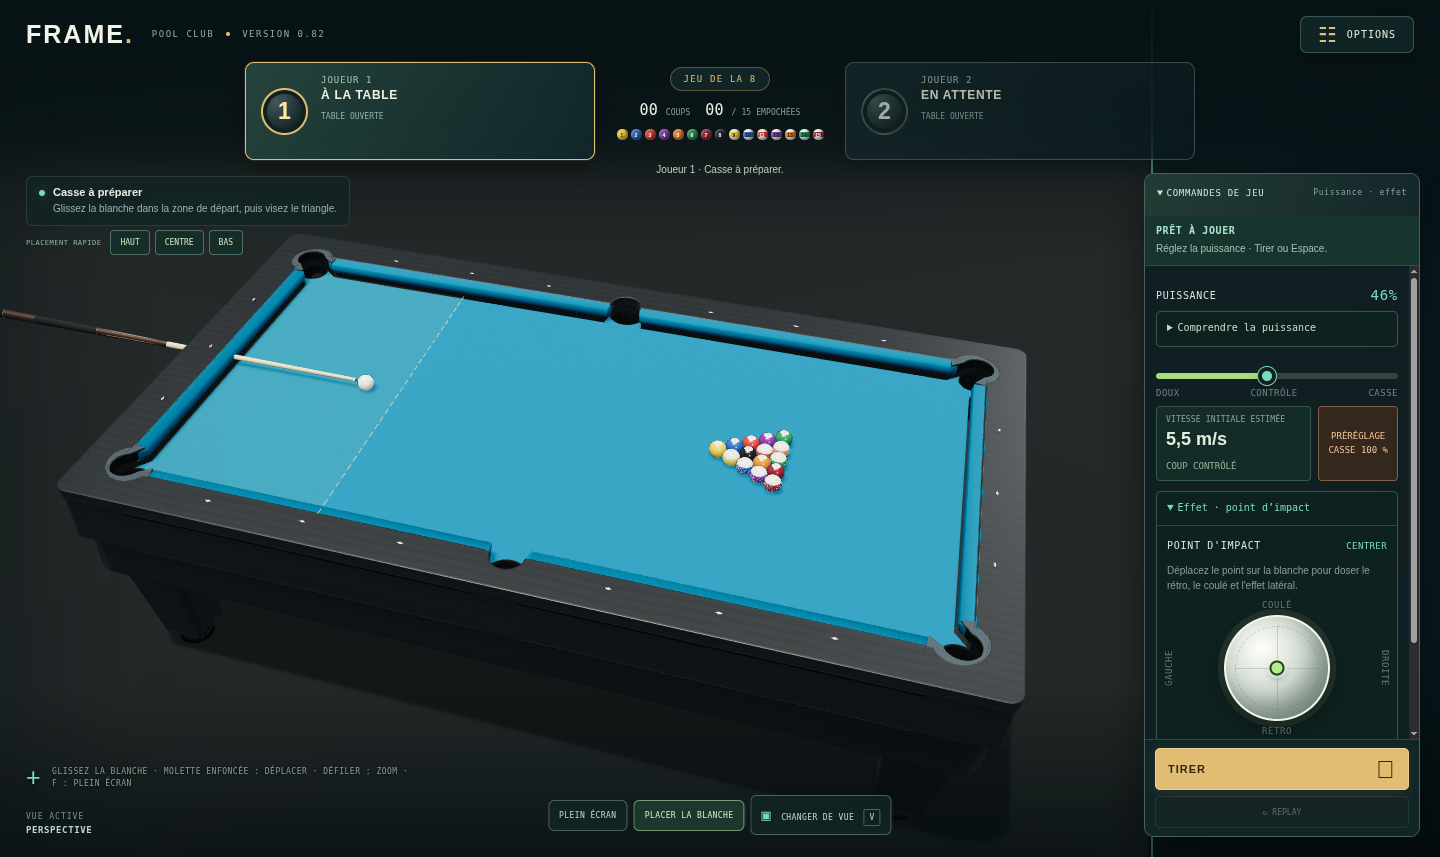 FRAME.
POOL CLUB • VERSION 0.82
OPTIONS
1
JOUEUR 1
À LA TABLE
TABLE OUVERTE
JEU DE LA 8
00 COUPS 00 / 15 EMPOCHÉES
Joueur 1 · Casse à préparer.
2
JOUEUR 2
EN ATTENTE
TABLE OUVERTE
Casse à préparer
Glissez la blanche dans la zone de départ, puis visez le triangle.
PLACEMENT RAPIDE
HAUT
CENTRE
BAS
COMMANDES DE JEU
Puissance · effet
PRÊT À JOUER
Réglez la puissance · Tirer ou Espace.
PUISSANCE
46%
Comprendre la puissance
DOUX
CONTRÔLE
CASSE
VITESSE INITIALE ESTIMÉE
5,5 m/s
COUP CONTRÔLÉ
PRÉRÉGLAGE
CASSE 100 %
Effet · point d’impact
POINT D'IMPACT
CENTRER
Déplacez le point sur la blanche pour doser le
rétro, le coulé et l'effet latéral.
COULÉ
GAUCHE
DROITE
RÉTRO
TIRER
↻ REPLAY
GLISSEZ LA BLANCHE · MOLETTE ENFONCÉE : DÉPLACER · DÉFILER : ZOOM ·
F : PLEIN ÉCRAN
VUE ACTIVE
PERSPECTIVE
PLEIN ÉCRAN
PLACER LA BLANCHE
CHANGER DE VUE
V